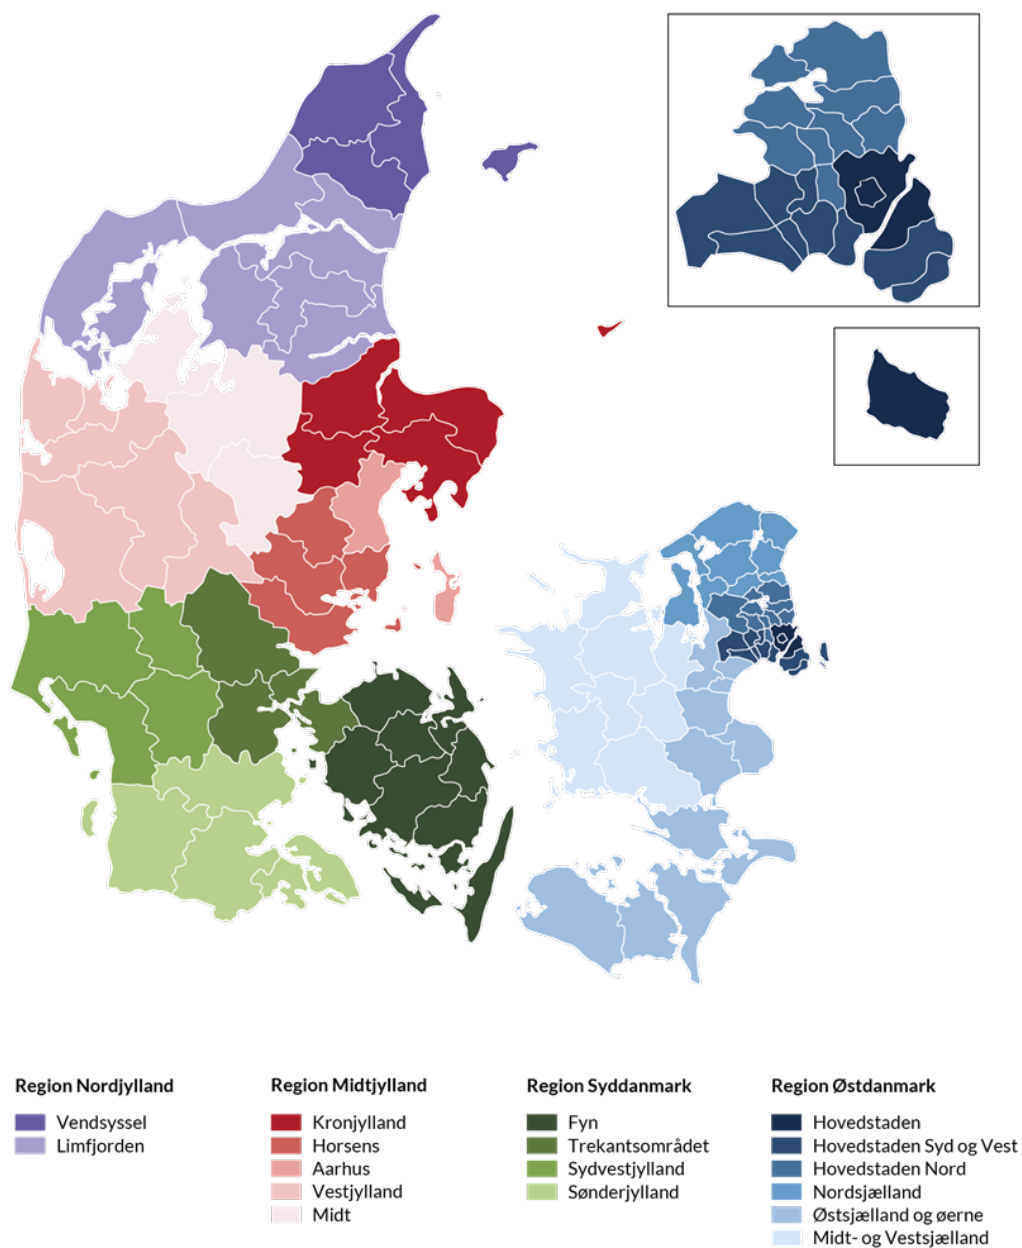 Region Nordjylland
Vendsyssel
Limfjorden
Region Midtjylland
Kronjylland
Horsens
Aarhus
Vestjylland
Midt
Region Syddanmark
Fyn
Trekantsområdet
Sydvestjylland
Sønderjylland
Region Østdanmark
Hovedstaden
Hovedstaden Syd og Vest
Hovedstaden Nord
Nordsjælland
Østsjælland og øerne
Midt- og Vestsjælland